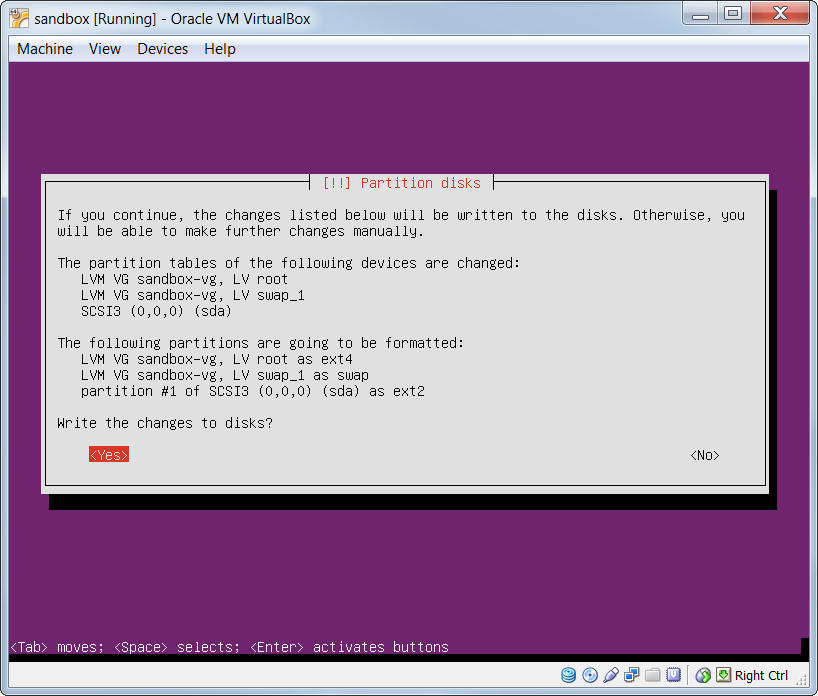 sandbox [Running] - Oracle VM VirtualBox
Machine View Devices Help
[!!] Partition disks
If you continue, the changes listed below will be written to the disks. Otherwise, you
will be able to make further changes manually.
The partition tables of the following devices are changed:
LVM VG sandbox-vg, LV root
LVM VG sandbox-vg, LV swap_1
SCSI3 (0,0,0) (sda)
The following partitions are going to be formatted:
LVM VG sandbox-vg, LV root as ext4
LVM VG sandbox-vg, LV swap_1 as swap
partition #1 of SCSI3 (0,0,0) (sda) as ext2
Write the changes to disks?
<Yes> <No>
<Tab> moves; <Space> selects; <Enter> activates buttons
Right Ctrl